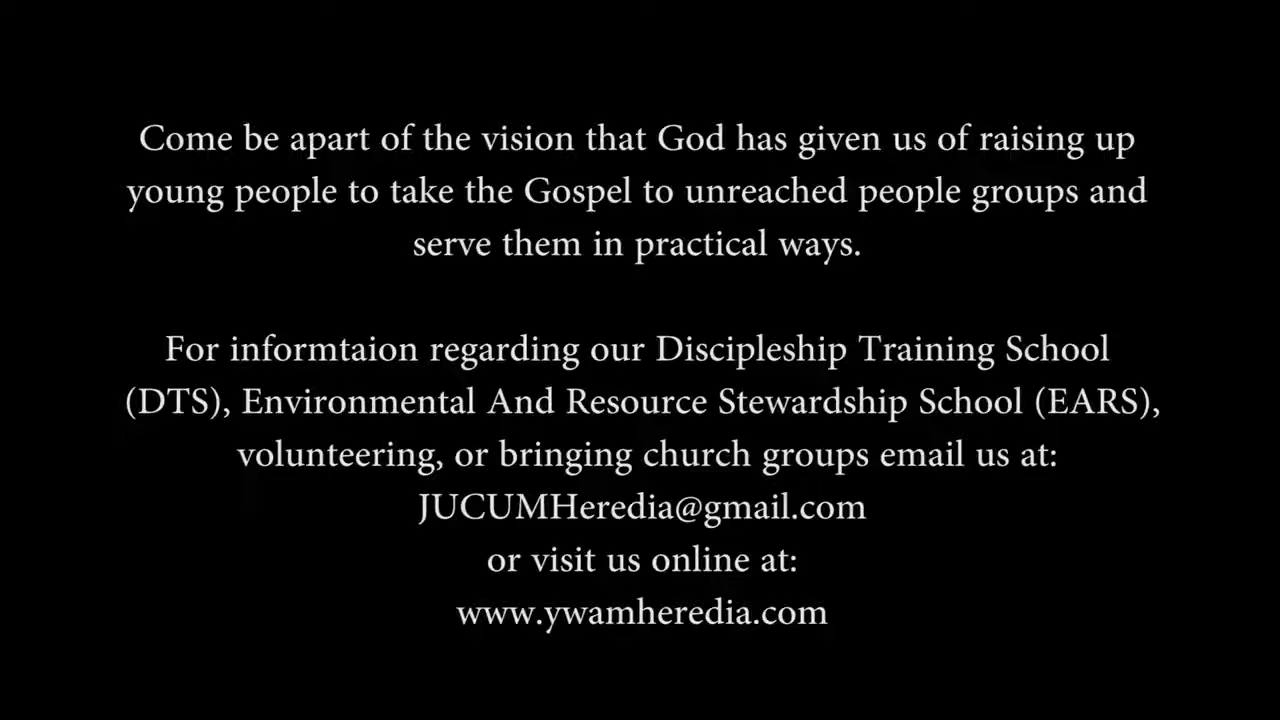 Come be apart of the vision that God has given us of raising up
young people to take the Gospel to unreached people groups and
serve them in practical ways.
For informtaion regarding our Discipleship Training School
(DTS), Environmental And Resource Stewardship School (EARS),
volunteering, or bringing church groups email us at:
JUCUMHeredia@gmail.com
or visit us online at:
www.ywamheredia.com